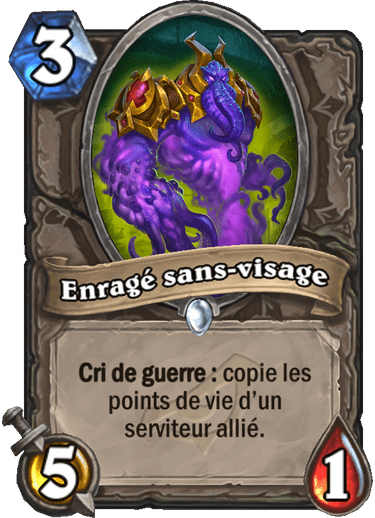 3
Enragé sans-visage
Cri de guerre : copie les
points de vie d'un
serviteur allié.
5
1